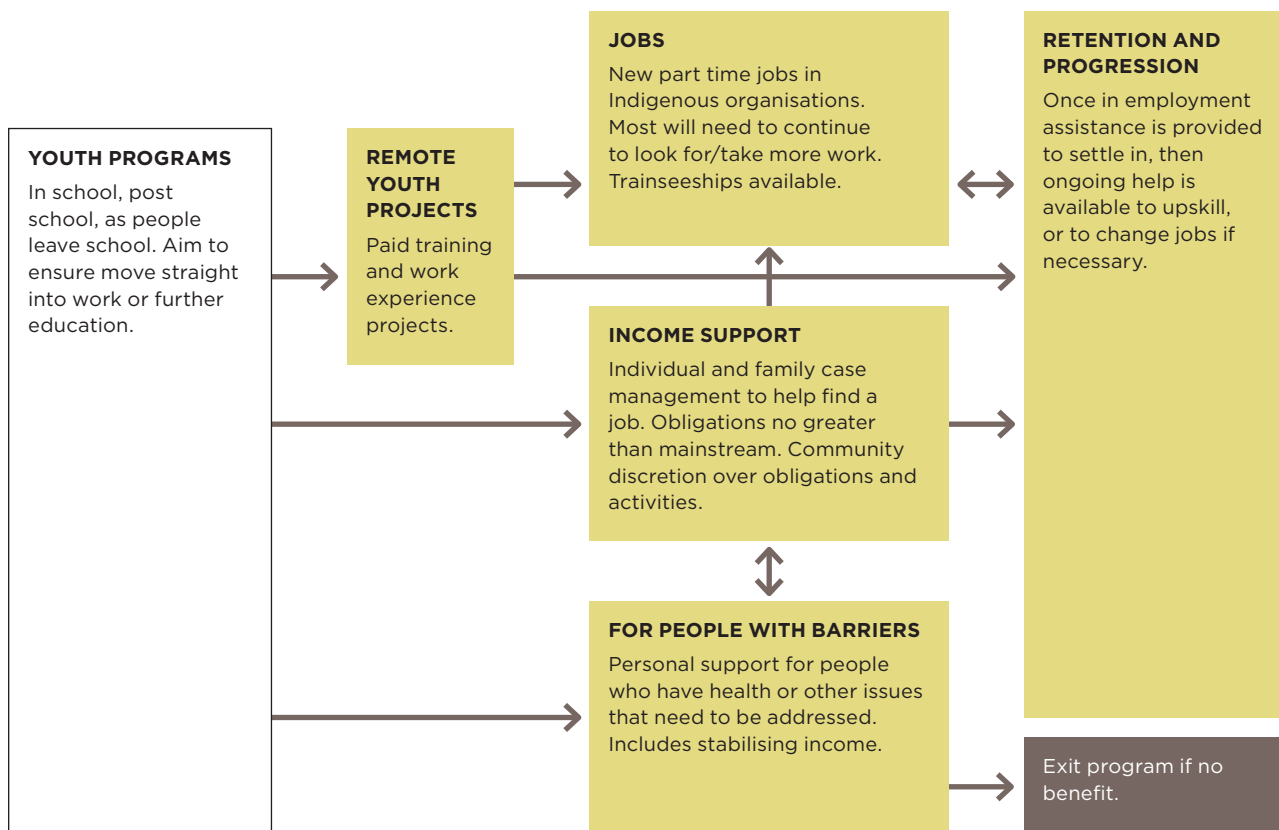 YOUTH PROGRAMS
In school, post
school, as people
leave school. Aim to
ensure move straight
into work or further
education.
REMOTE
YOUTH
PROJECTS
Paid training
and work
experience
projects.
JOBS
New part time jobs in
Indigenous organisations.
Most will need to continue
to look for/take more work.
Trainseeships available.
INCOME SUPPORT
Individual and family case
management to help find a
job. Obligations no greater
than mainstream. Community
discretion over obligations and
activities.
FOR PEOPLE WITH BARRIERS
Personal support for people
who have health or other issues
that need to be addressed.
Includes stabilising income.
RETENTION AND
PROGRESSION
Once in employment
assistance is provided
to settle in, then
ongoing help is
available to upskill,
or to change jobs if
necessary.
Exit program if no
benefit.